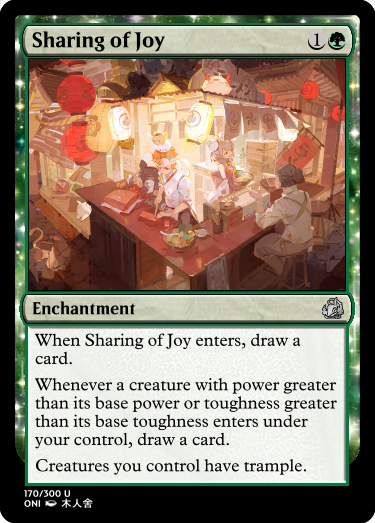 Sharing of Joy 1
Enchantment
When Sharing of Joy enters, draw a
card.
Whenever a creature with power greater
than its base power or toughness greater
than its base toughness enters under
your control, draw a card.
Creatures you control have trample.
170/300 U
ONI 木人舍